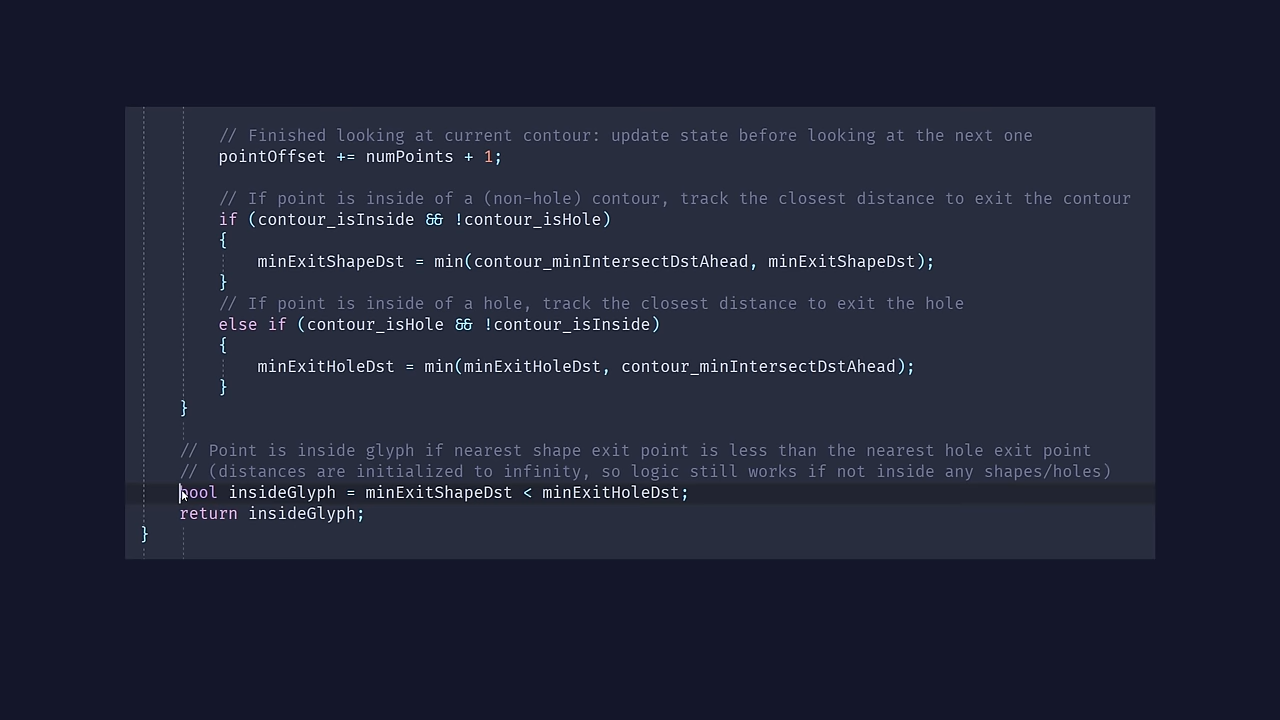 // Finished looking at current contour: update state before looking at the next one
pointOffset += numPoints + 1;
// If point is inside of a (non-hole) contour, track the closest distance to exit the contour
if (contour_isInside && !contour_isHole)
{
minExitShapeDst = min(contour_minIntersectDstAhead, minExitShapeDst);
}
// If point is inside of a hole, track the closest distance to exit the hole
else if (contour_isHole && !contour_isInside)
{
minExitHoleDst = min(minExitHoleDst, contour_minIntersectDstAhead);
}
}
// Point is inside glyph if nearest shape exit point is less than the nearest hole exit point
// (distances are initialized to infinity, so logic still works if not inside any shapes/holes)
bool insideGlyph = minExitShapeDst < minExitHoleDst;
return insideGlyph;
}